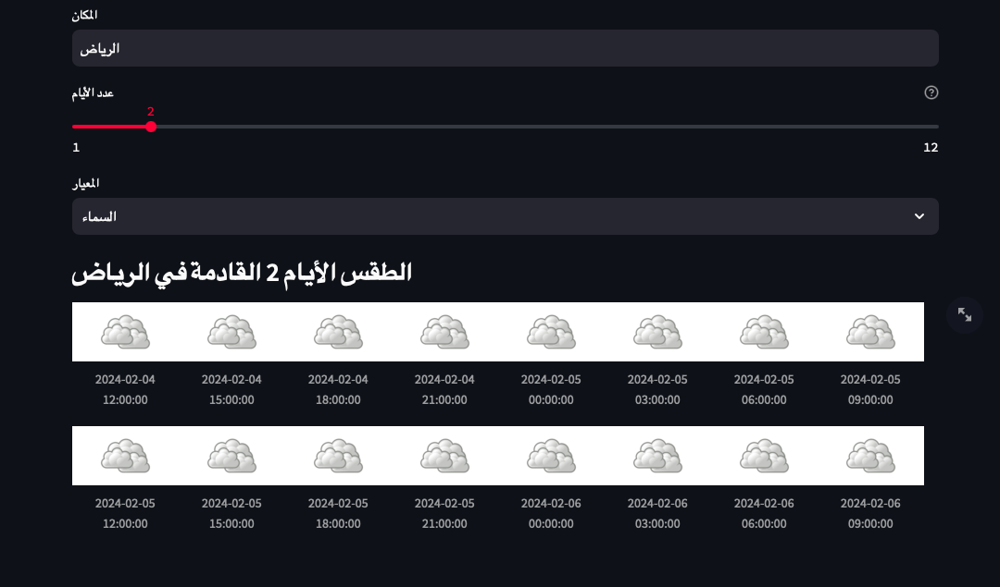 المكان
الرياض
عدد الأيام
2
1 12
المعيار
السماء
الطقس الأيام 2 القادمة في الرياض
2024-02-04 2024-02-04 2024-02-04 2024-02-04 2024-02-05 2024-02-05 2024-02-05 2024-02-05
12:00:00 15:00:00 18:00:00 21:00:00 00:00:00 03:00:00 06:00:00 09:00:00
2024-02-05 2024-02-05 2024-02-05 2024-02-05 2024-02-06 2024-02-06 2024-02-06 2024-02-06
12:00:00 15:00:00 18:00:00 21:00:00 00:00:00 03:00:00 06:00:00 09:00:00